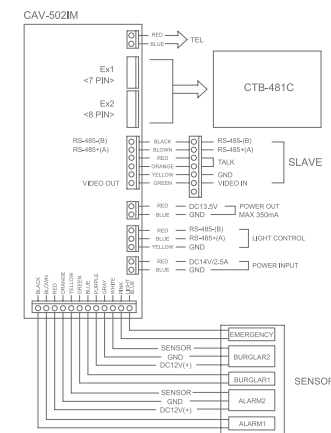 CAV-502IM
RED
BLUE
TEL
Ex1
<7 PIN>
Ex2
<8 PIN>
CTB-481C
RS-485-(B) BLACK RS-485-(B)
RS-485+(A) BLOWN RS-485+(A)
RED
ORANGE
TALK
YELLOW GND
VIDEO OUT GREEN VIDEO IN
SLAVE
RED DC13.5V
BLUE GND
POWER OUT
MAX 350mA
RED RS-485-(B)
BLUE RS-485+(A)
YELLOW GND
LIGHT CONTROL
RED DC14V/2.5A
BLUE GND
POWER INPUT
BLACK
BLOWN
RED
ORANGE
YELLOW
GREEN
BLUE
PURPLE
GRAY
WHITE
PINK
LIGHT
BLUE
EMERGENCY
SENSOR
GND
DC12V(+)
BURGLAR2
BURGLAR1
SENSOR
GND
DC12V(+)
ALARM2
ALARM1
SENSOR